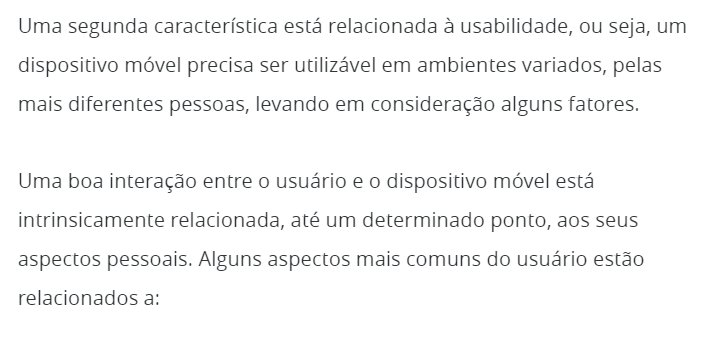 Uma segunda característica está relacionada à usabilidade, ou seja, um
dispositivo móvel precisa ser utilizável em ambientes variados, pelas
mais diferentes pessoas, levando em consideração alguns fatores.
Uma boa interação entre o usuário e o dispositivo móvel está
intrinsicamente relacionada, até um determinado ponto, aos seus
aspectos pessoais. Alguns aspectos mais comuns do usuário estão
relacionados a: